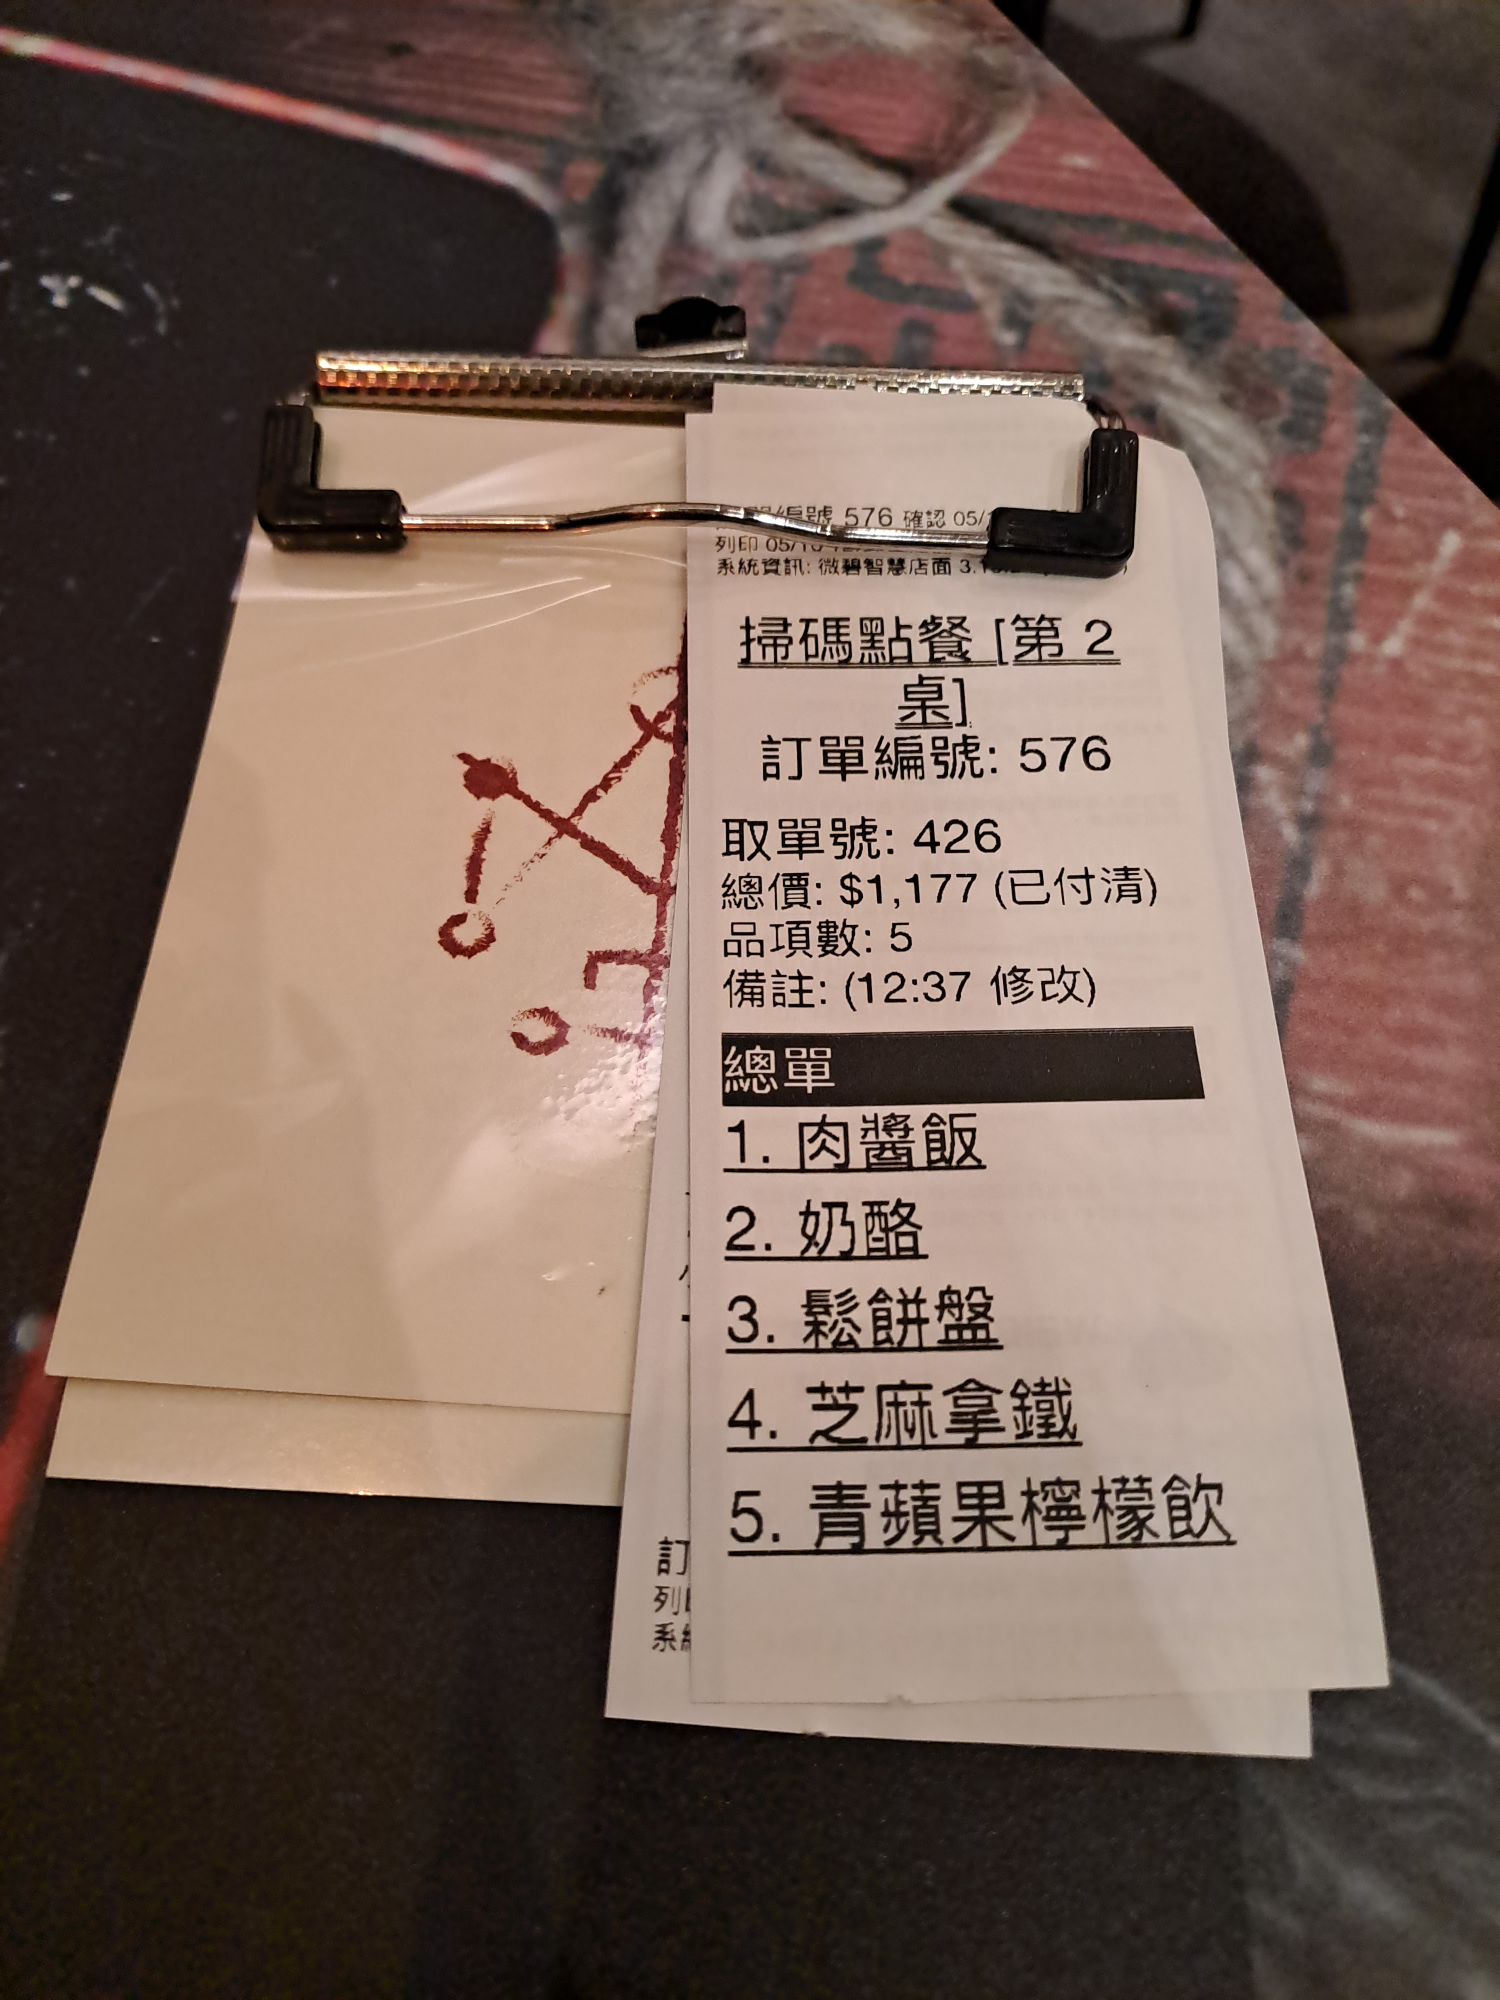 編號 576 確認 05/
列印 05/10
系統資訊: 微碧智慧店面 3.1
掃碼點餐 [第 2
桌]
訂單編號: 576
取單號: 426
總價: $1,177 (已付清)
品項數: 5
備註: (12:37 修改)
總單
1. 肉醬飯
2. 奶酪
3. 鬆餅盤
4. 芝麻拿鐵
5. 青蘋果檸檬飲
訂
列
系